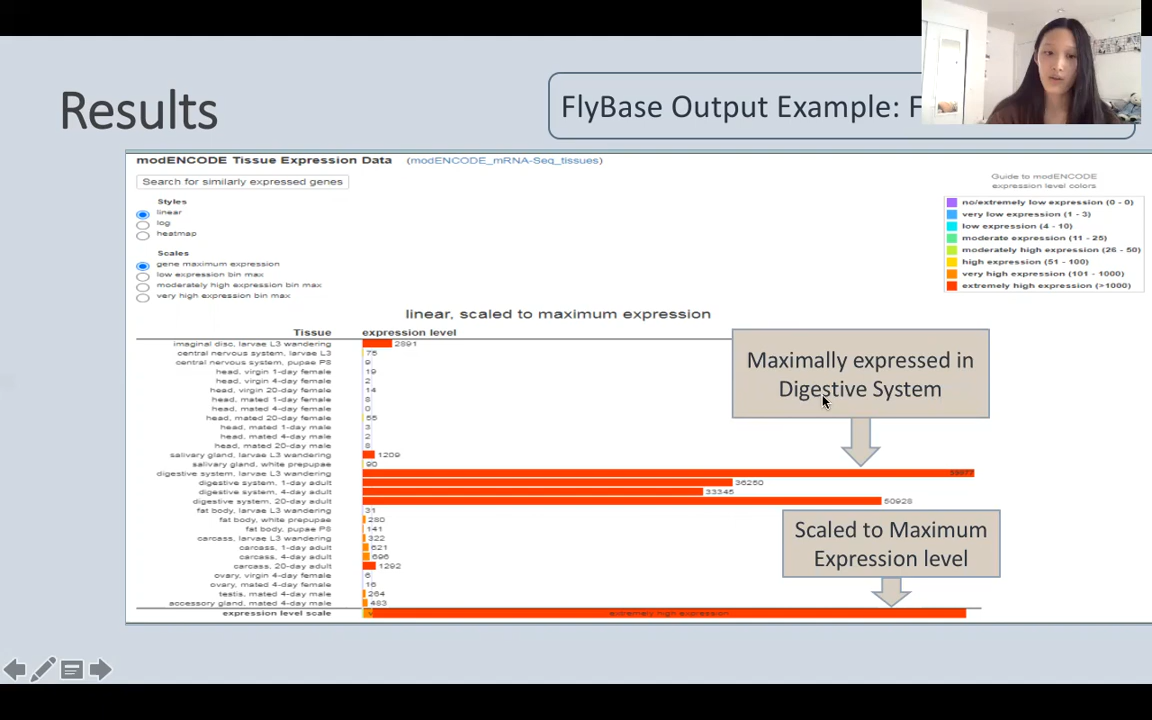 Results
FlyBase Output Example: F
modENCODE Tissue Expression Data (modENCODE_mRNA-Seq_tissues)
Search for similarly expressed genes
Styles
linear
log
heatmap
Scales
gene maximum expression
low expression bin max
moderately high expression bin max
very high expression bin max
Guide to modENCODE
expression level colors
no/extremely low expression (0 - 0)
very low expression (1 - 3)
low expression (4 - 10)
moderate expression (11 - 25)
moderately high expression (26 - 50)
high expression (51 - 100)
very high expression (101 - 1000)
extremely high expression (>1000)
linear, scaled to maximum expression
Tissue expression level
imaginal disc, larvae L3 wandering 2891
central nervous system, larvae L3 75
central nervous system, pupae P8 9
head, virgin 1-day female 19
head, virgin 4-day female 2
head, virgin 20-day female 14
head, mated 1-day female 8
head, mated 4-day female 0
head, mated 20-day female 55
head, mated 1-day male 3
head, mated 4-day male 2
head, mated 20-day male 8
salivary gland, larvae L3 wandering 1209
salivary gland, white prepupae 90
digestive system, larvae L3 wandering
digestive system, 1-day adult 36250
digestive system, 4-day adult 33345
digestive system, 20-day adult 50928
fat body, larvae L3 wandering 31
fat body, white prepupae 280
fat body, pupae P8 141
carcass, larvae L3 wandering 322
carcass, 1-day adult 621
carcass, 4-day adult 696
carcass, 20-day adult 1292
ovary, virgin 4-day female 6
ovary, mated 4-day female 16
testis, mated 4-day male 264
accessory gland, mated 4-day male 483
expression level scale extremely high expression
Maximally expressed in
Digestive System
Scaled to Maximum
Expression level